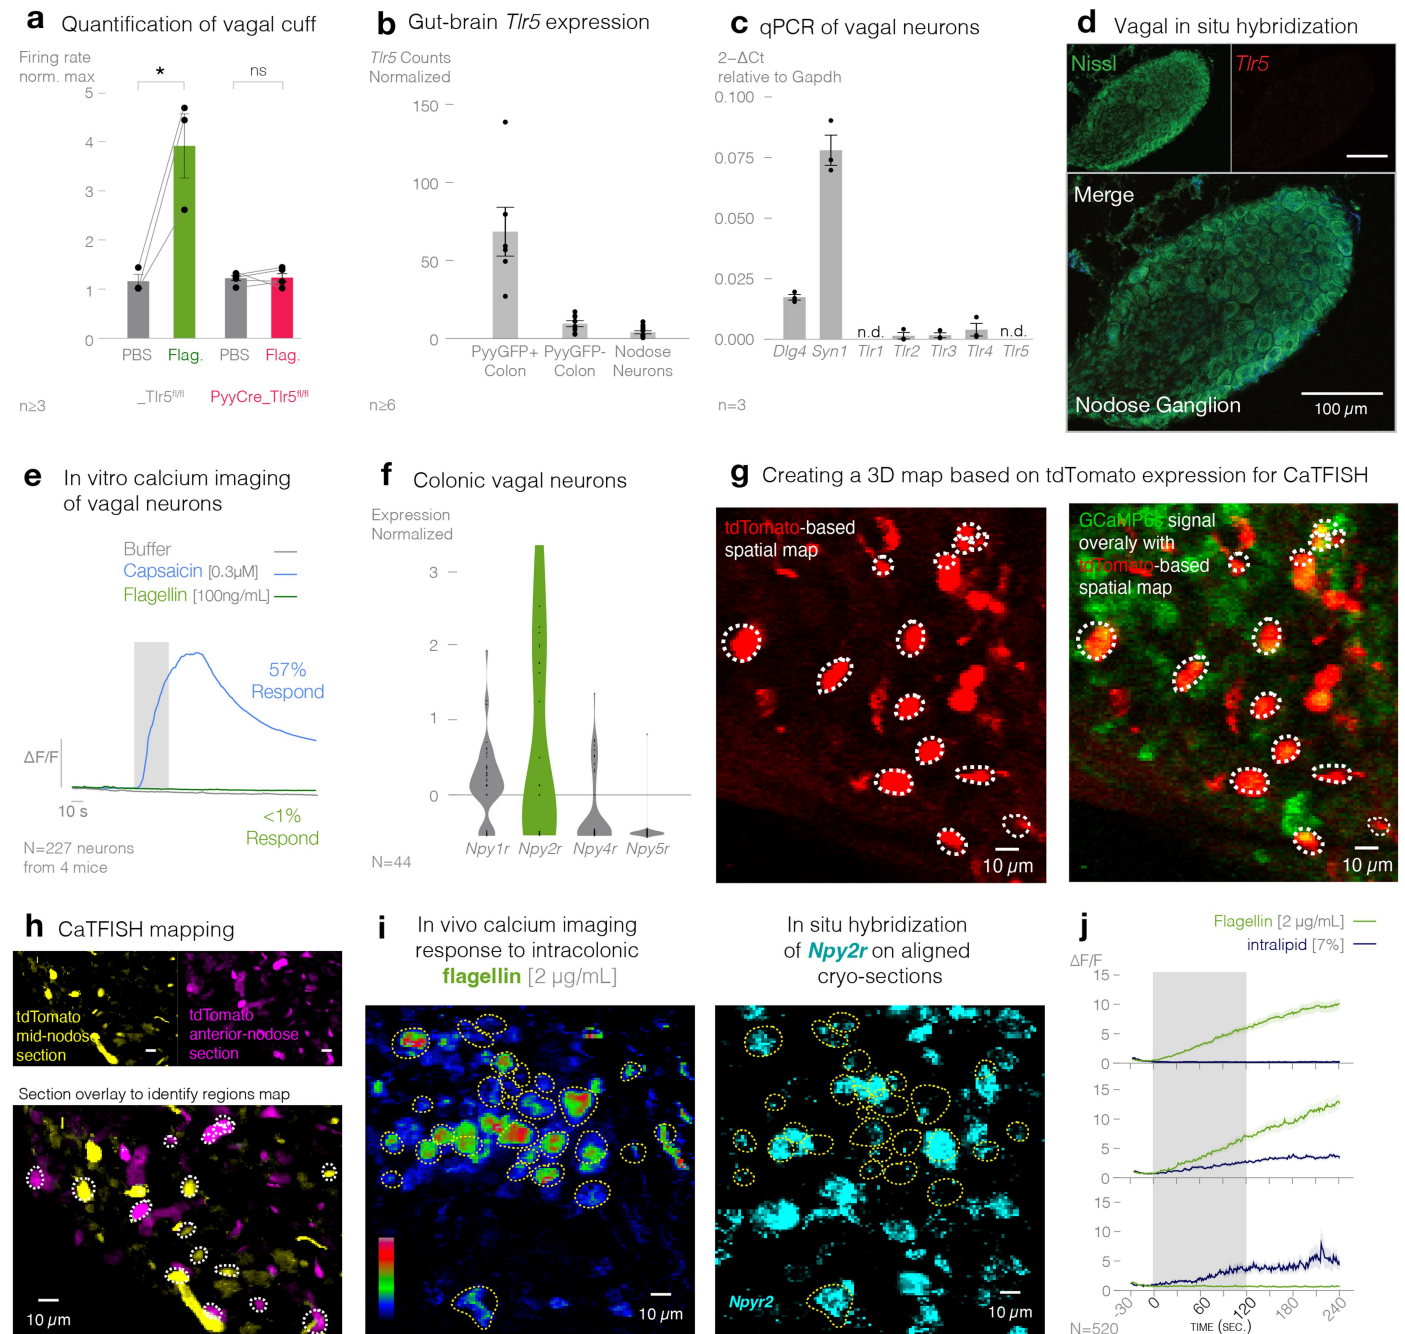 a Quantification of vagal cuff
Firing rate
norm. max
5
4
3
2
1
0
*
ns
PBS Flag. PBS Flag.
_Tlr5fl/fl PyyCre_Tlr5fl/fl
n≥3
b Gut-brain Tlr5 expression
Tlr5 Counts
Normalized
150
100
50
0
PyyGFP+ PyyGFP- Nodose
Colon Colon Neurons
n≥6
c qPCR of vagal neurons
2−ΔCt
relative to Gapdh
0.100
0.075
0.050
0.025
0.000
n.d. n.d.
Dlg4 Syn1 Tlr1 Tlr2 Tlr3 Tlr4 Tlr5
n=3
d Vagal in situ hybridization
Nissl Tlr5
Merge
Nodose Ganglion
100 µm
e In vitro calcium imaging
of vagal neurons
Buffer
Capsaicin [0.3µM]
Flagellin [100ng/mL]
57%
Respond
ΔF/F
10 s
<1%
Respond
N=227 neurons
from 4 mice
f Colonic vagal neurons
Expression
Normalized
3
2
1
0
Npy1r Npy2r Npy4r Npy5r
N=44
g Creating a 3D map based on tdTomato expression for CaTFISH
tdTomato-based
spatial map
10 µm
GCaMP6s signal
overaly with
tdTomato-based
spatial map
10 µm
h CaTFISH mapping
tdTomato
mid-nodose
section
tdTomato
anterior-nodose
section
Section overlay to identify regions map
10 µm
i In vivo calcium imaging
response to intracolonic
flagellin [2 µg/mL]
10 µm
In situ hybridization
of Npy2r on aligned
cryo-sections
Npyr2
10 µm
j
Flagellin [2 µg/mL]
intralipid [7%]
ΔF/F
15
10
5
0
15
10
5
0
15
10
5
0
-30 0 60 120 180 240
TIME (SEC.)
N=520